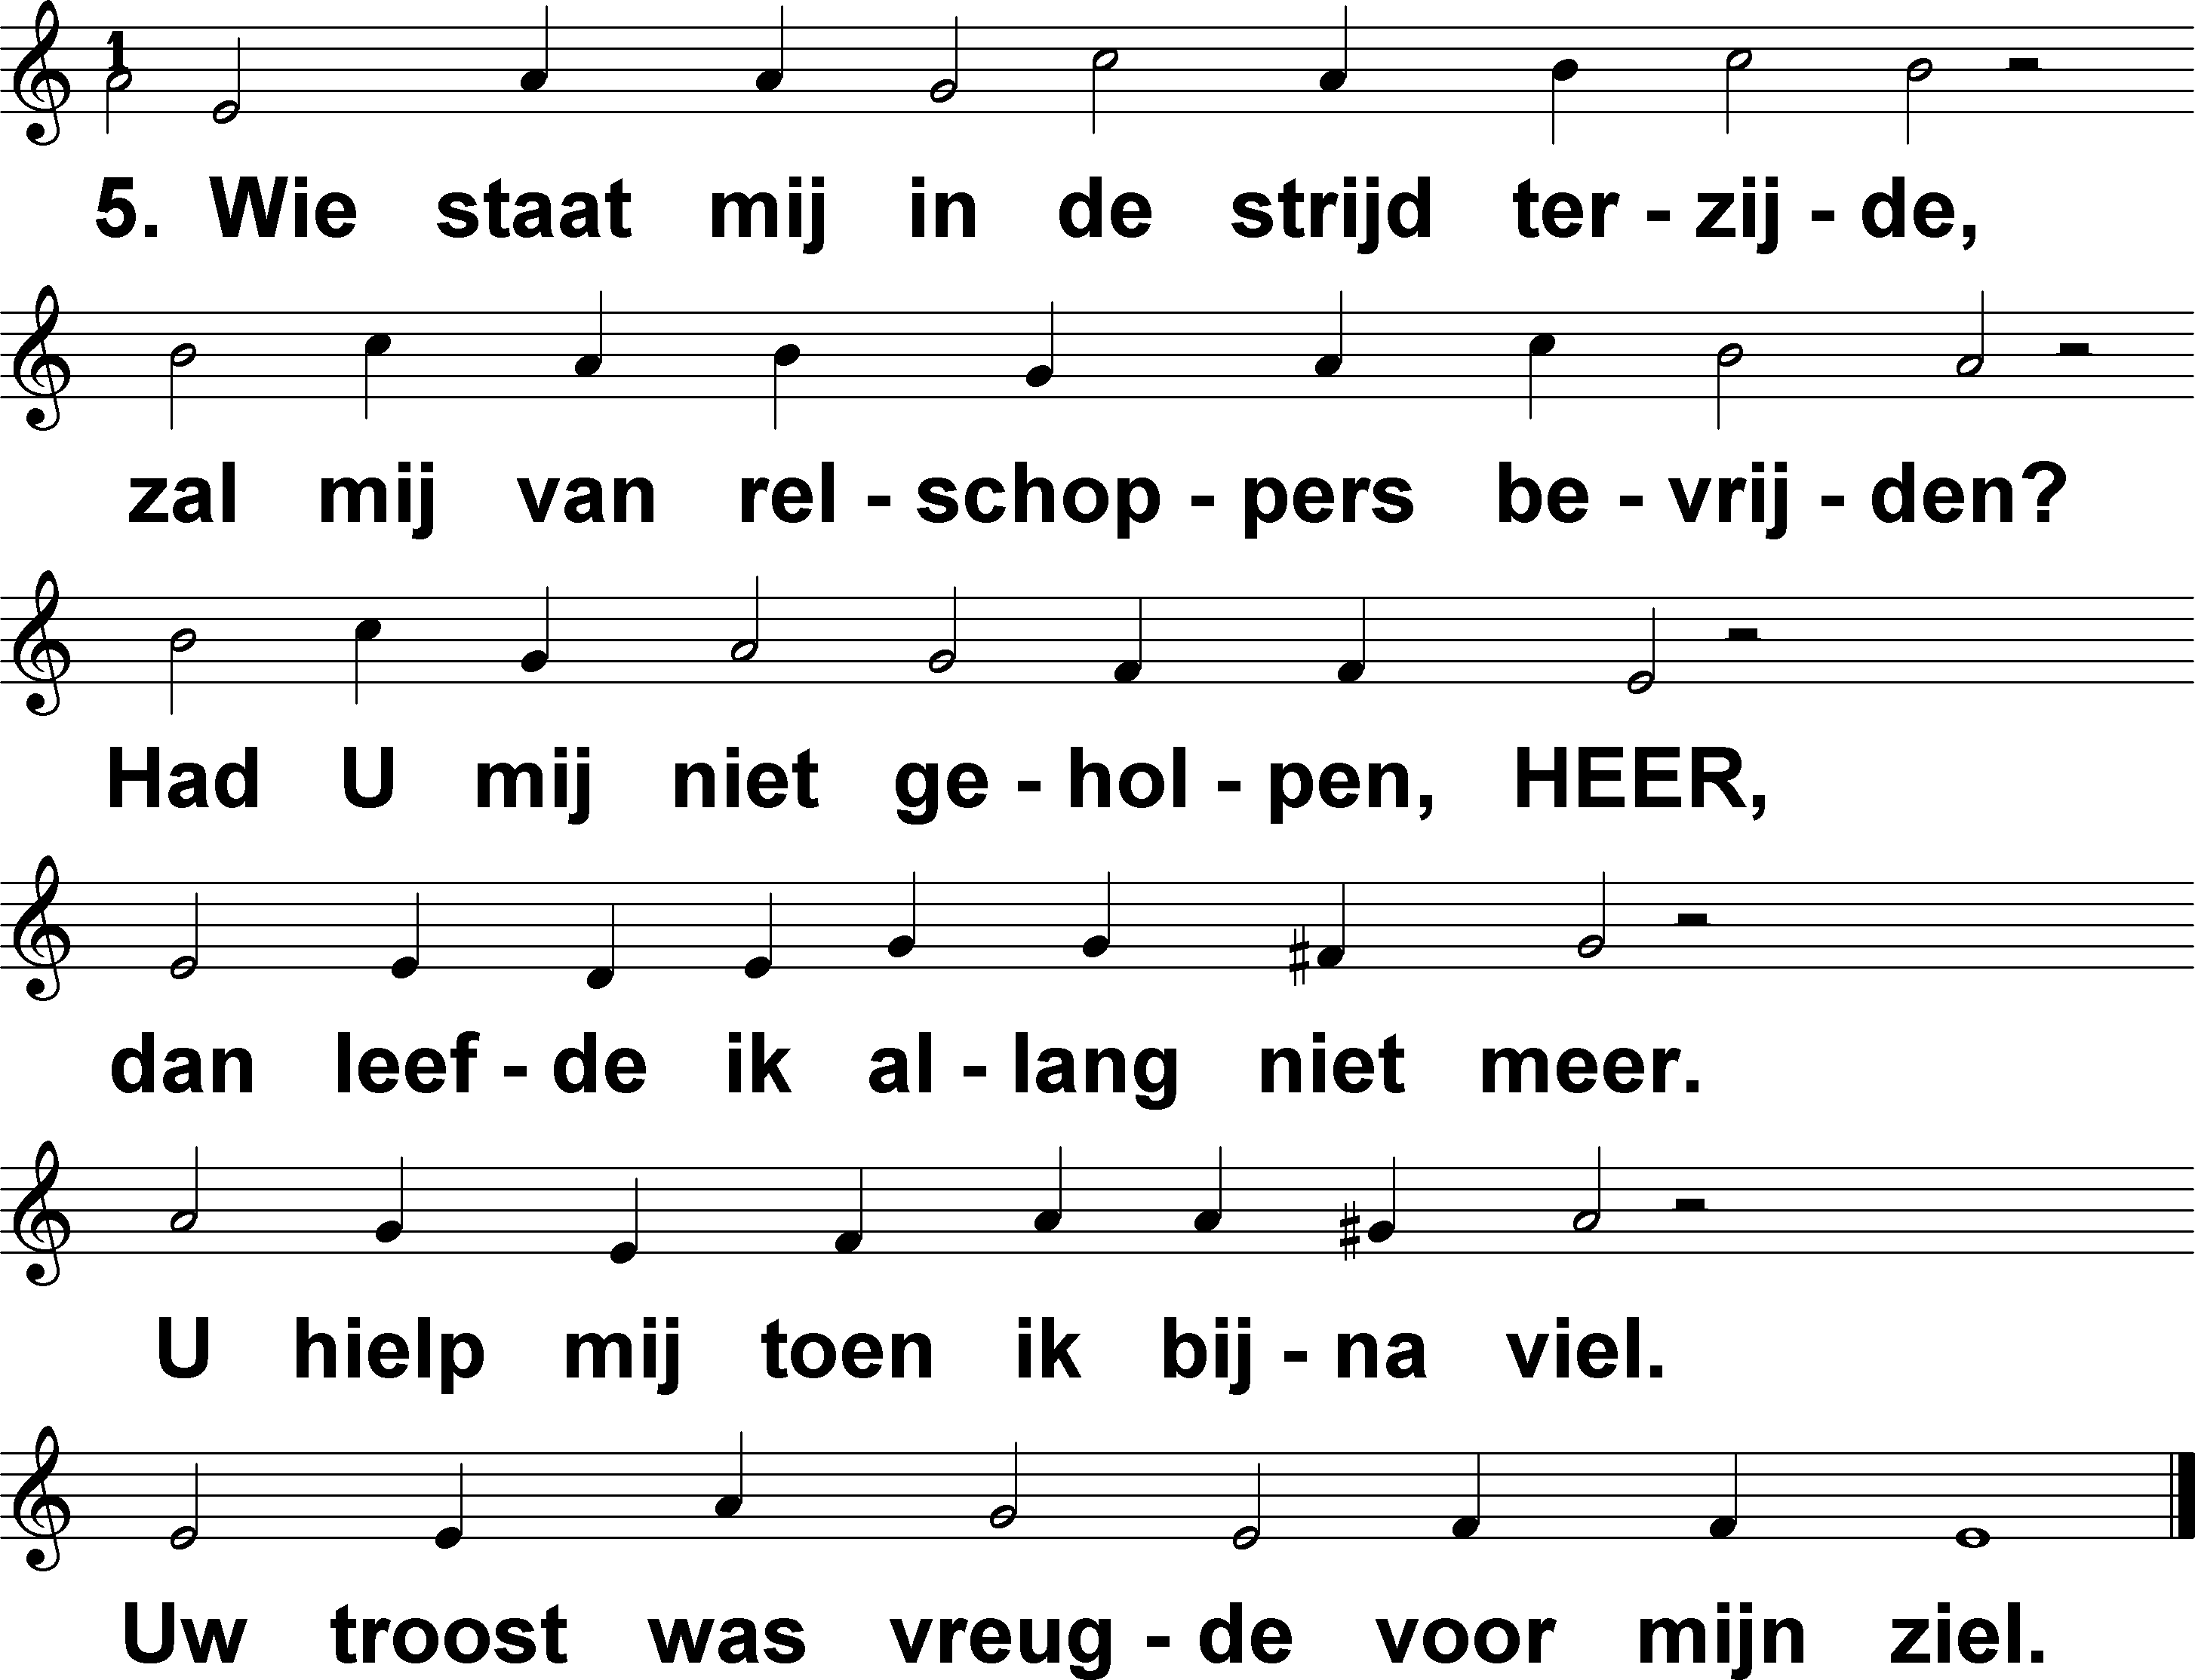 1
5. Wie staat mij in de strijd ter - zij - de,
zal mij van rel - schop - pers be - vrij - den?
Had U mij niet ge - hol - pen, HEER,
dan leef - de ik al - lang niet meer.
U hielp mij toen ik bij - na viel.
Uw troost was vreug - de voor mijn ziel.